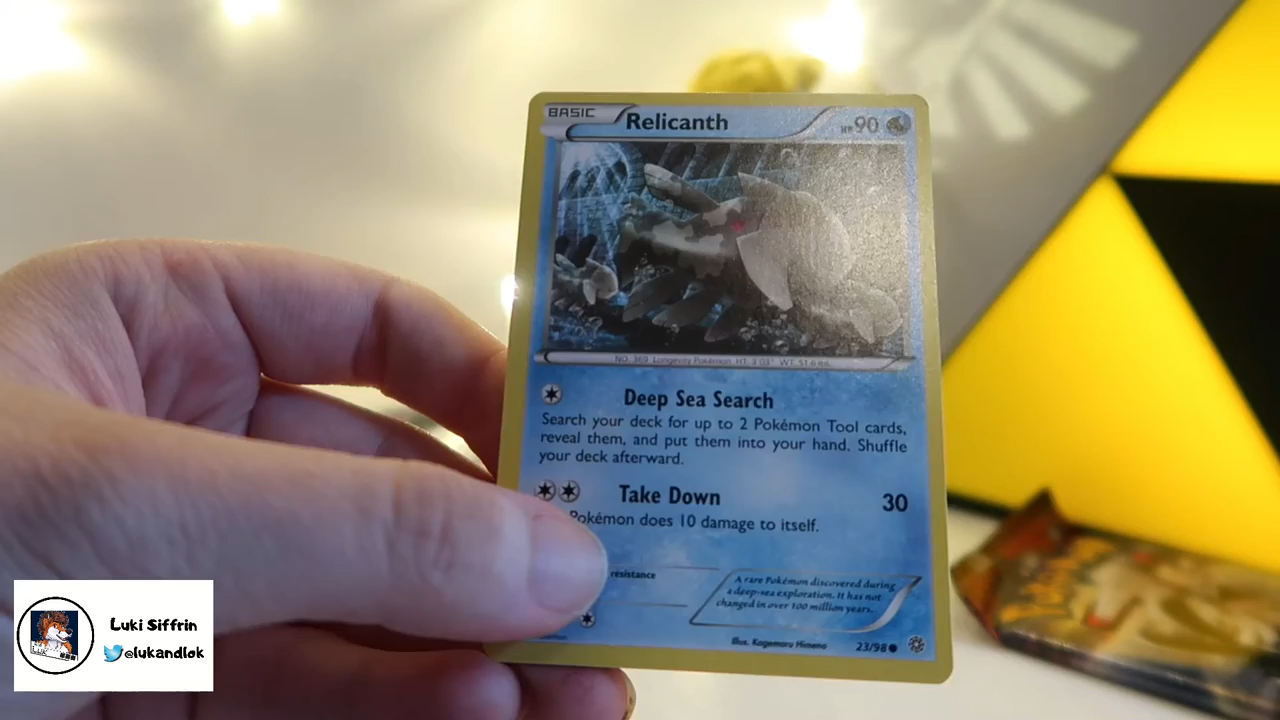 BASIC
Relicanth
HP90
NO. 369 Longevity Pokémon HT: 3'03" WT: 51.6 lbs.
Deep Sea Search
Search your deck for up to 2 Pokémon Tool cards,
reveal them, and put them into your hand. Shuffle
your deck afterward.
Take Down
30
Pokémon does 10 damage to itself.
resistance
A rare Pokémon discovered during
a deep-sea exploration. It has not
changed in over 100 million years.
Illus. Kagemaru Himeno
23/98
Luki Siffrin
@lukandlok